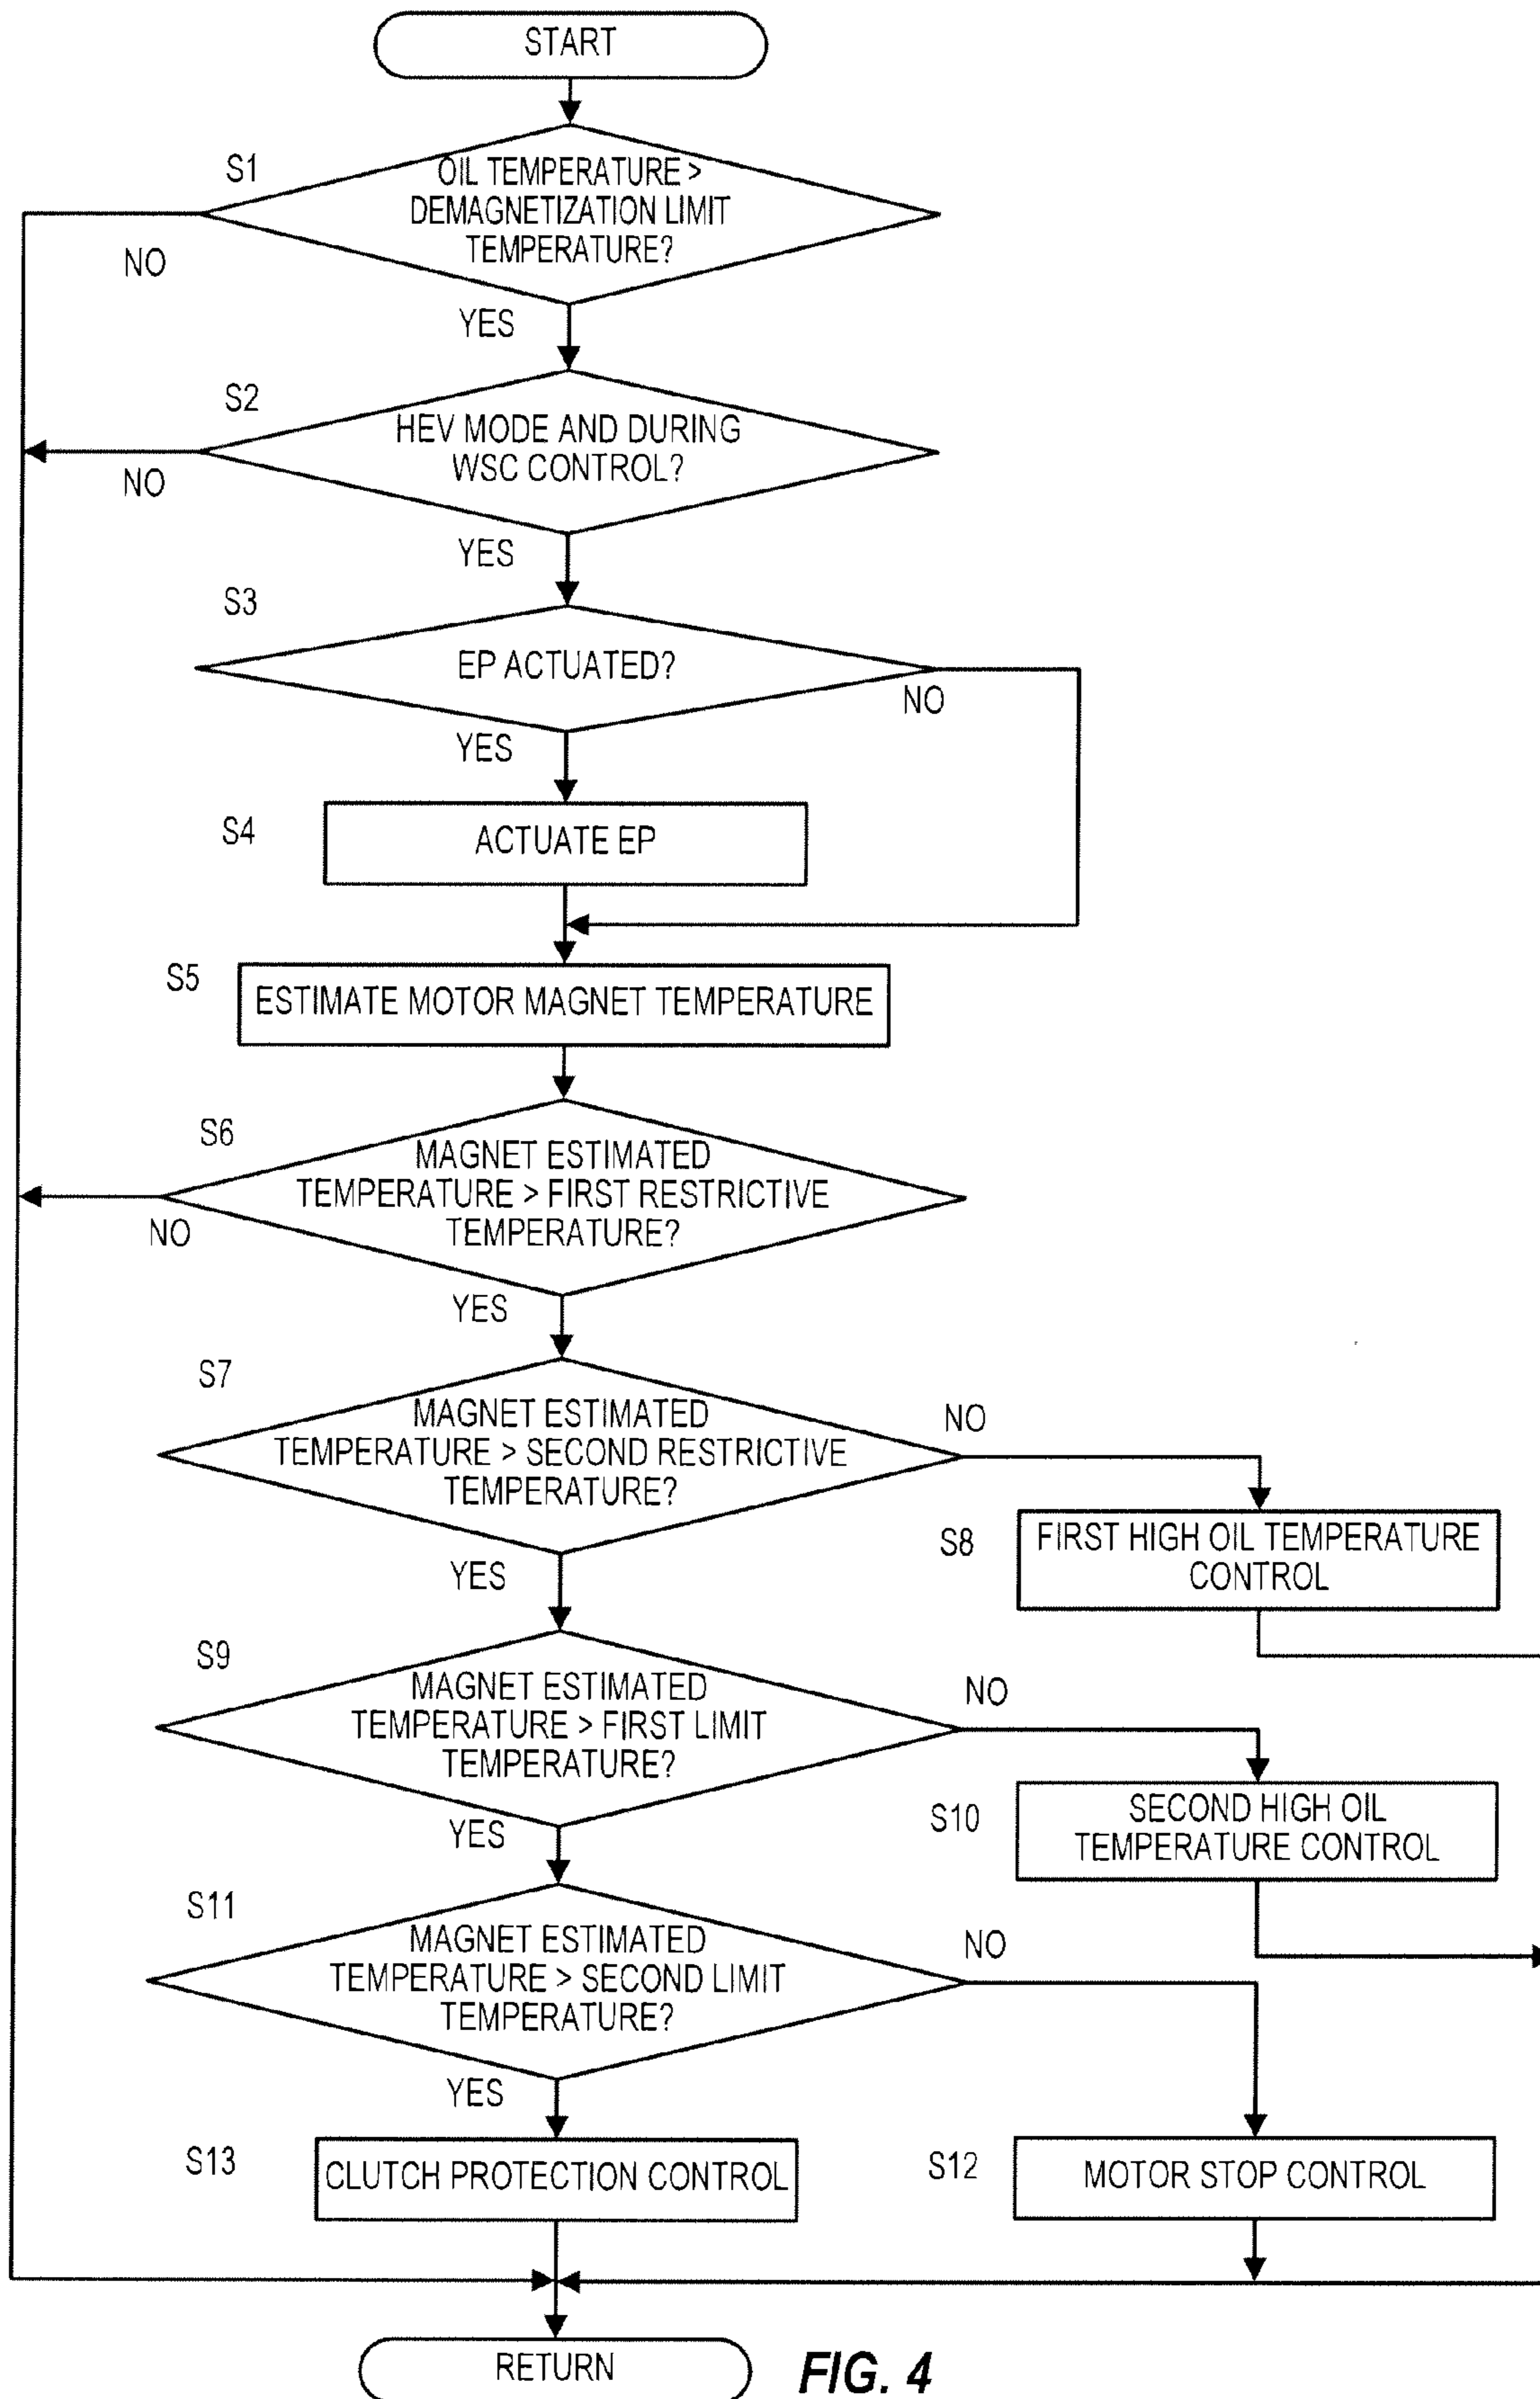 START
S1
OIL TEMPERATURE >
DEMAGNETIZATION LIMIT
TEMPERATURE?
NO
YES
S2
HEV MODE AND DURING
WSC CONTROL?
NO
YES
S3
EP ACTUATED?
NO
YES
S4
ACTUATE EP
S5
ESTIMATE MOTOR MAGNET TEMPERATURE
S6
MAGNET ESTIMATED
TEMPERATURE > FIRST RESTRICTIVE
TEMPERATURE?
NO
YES
S7
MAGNET ESTIMATED
TEMPERATURE > SECOND RESTRICTIVE
TEMPERATURE?
NO
YES
S8
FIRST HIGH OIL TEMPERATURE
CONTROL
S9
MAGNET ESTIMATED
TEMPERATURE > FIRST LIMIT
TEMPERATURE?
NO
YES
S10
SECOND HIGH OIL
TEMPERATURE CONTROL
S11
MAGNET ESTIMATED
TEMPERATURE > SECOND LIMIT
TEMPERATURE?
NO
YES
S13
CLUTCH PROTECTION CONTROL
S12
MOTOR STOP CONTROL
RETURN
FIG. 4